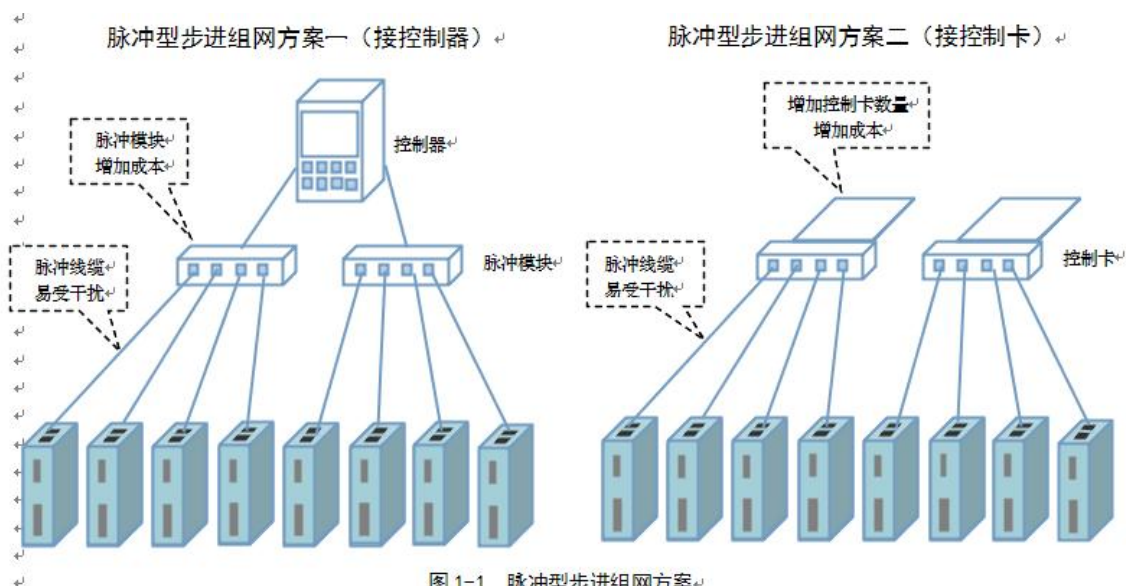 脉冲型步进组网方案一（接控制器）
脉冲型步进组网方案二（接控制卡）
脉冲模块
增加成本
控制器
脉冲线缆
易受干扰
脉冲模块
增加控制卡数量
增加成本
脉冲线缆
易受干扰
控制卡
图 1-1 脉冲型步进组网方案